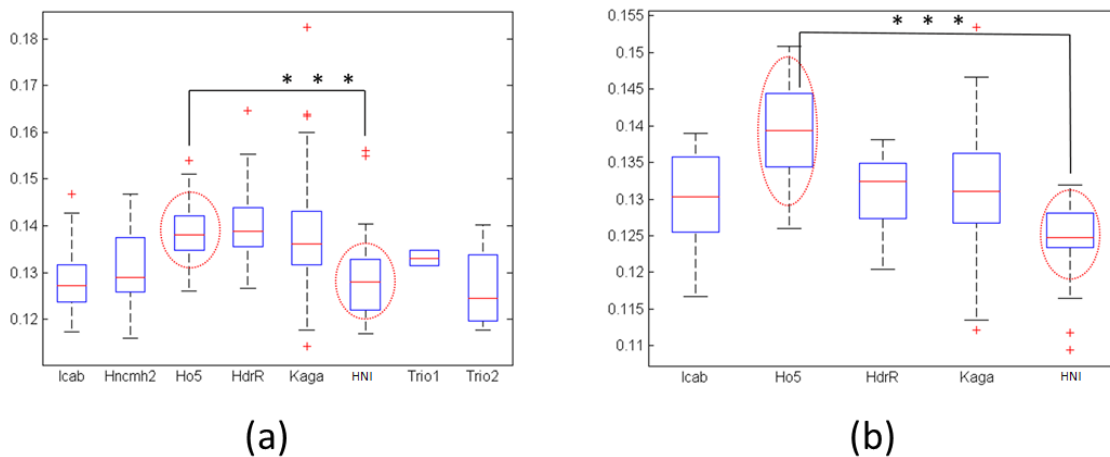 0.18
0.17
0.16
0.15
0.14
0.13
0.12
* * *
Icab Hncmh2 Ho5 HdrR Kaga HNI Trio1 Trio2
(a)
0.155
0.15
0.145
0.14
0.135
0.13
0.125
0.12
0.115
0.11
* * *
Icab Ho5 HdrR Kaga HNI
(b)